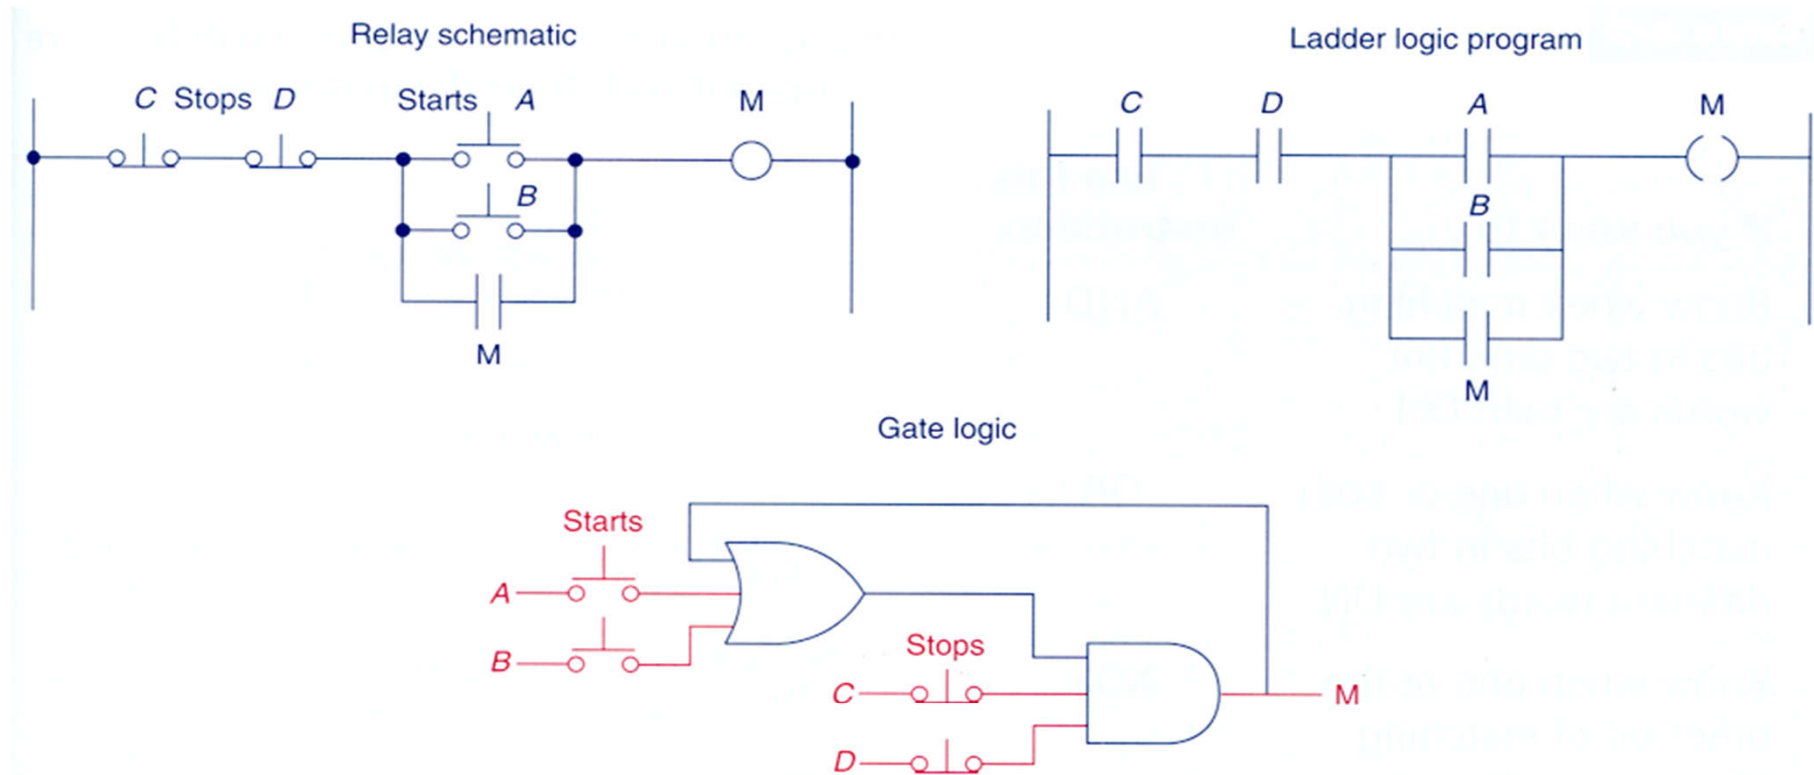 Relay schematic
C Stops D Starts A M
B
M
Ladder logic program
C D A M
B
M
Gate logic
Starts
A
B
Stops
C
M
D